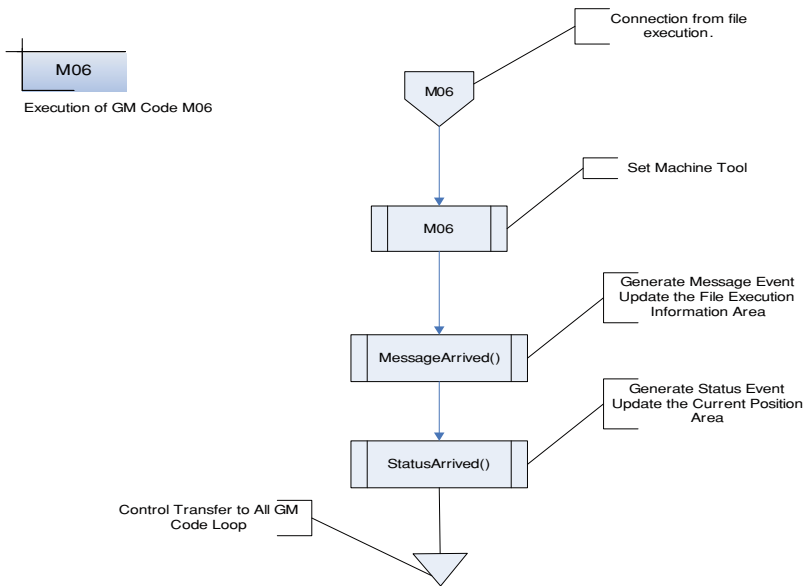 Connection from file
execution.
M06
M06
Execution of GM Code M06
Set Machine Tool
M06
Generate Message Event
Update the File Execution
Information Area
MessageArrived()
Generate Status Event
Update the Current Position
Area
StatusArrived()
Control Transfer to All GM
Code Loop